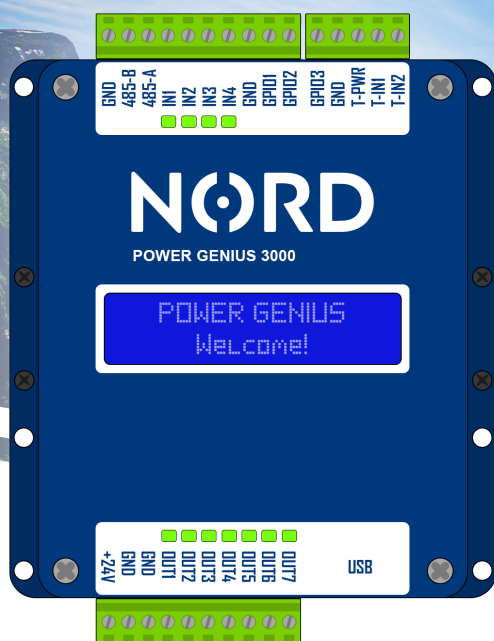 GND 485-B 485-A IN1 IN2 IN3 IN4 GND GPIO1 GPIO2 GPIO3 GND T-PWR T-IN1 T-IN2
NORD
POWER GENIUS 3000
POWER GENIUS
Welcome!
+24V GND GND OUT1 OUT2 OUT3 OUT4 OUT5 OUT6 OUT7 USB